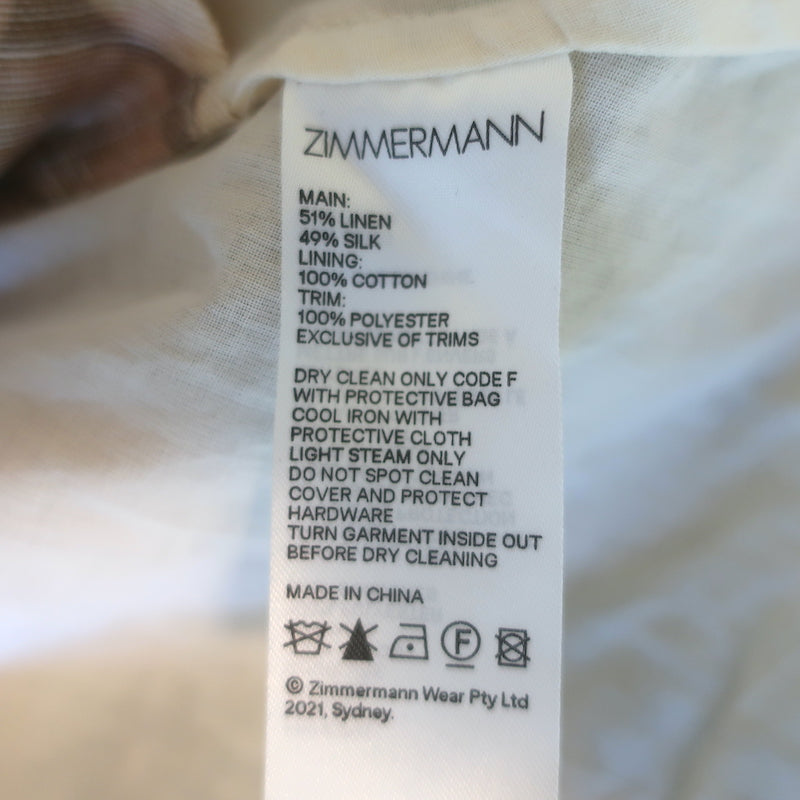 ZIMMERMANN
MAIN:
51% LINEN
49% SILK
LINING:
100% COTTON
TRIM:
100% POLYESTER
EXCLUSIVE OF TRIMS
DRY CLEAN ONLY CODE F
WITH PROTECTIVE BAG
COOL IRON WITH
PROTECTIVE CLOTH
LIGHT STEAM ONLY
DO NOT SPOT CLEAN
COVER AND PROTECT
HARDWARE
TURN GARMENT INSIDE OUT
BEFORE DRY CLEANING
MADE IN CHINA
F
© Zimmermann Wear Pty Ltd
2021, Sydney.